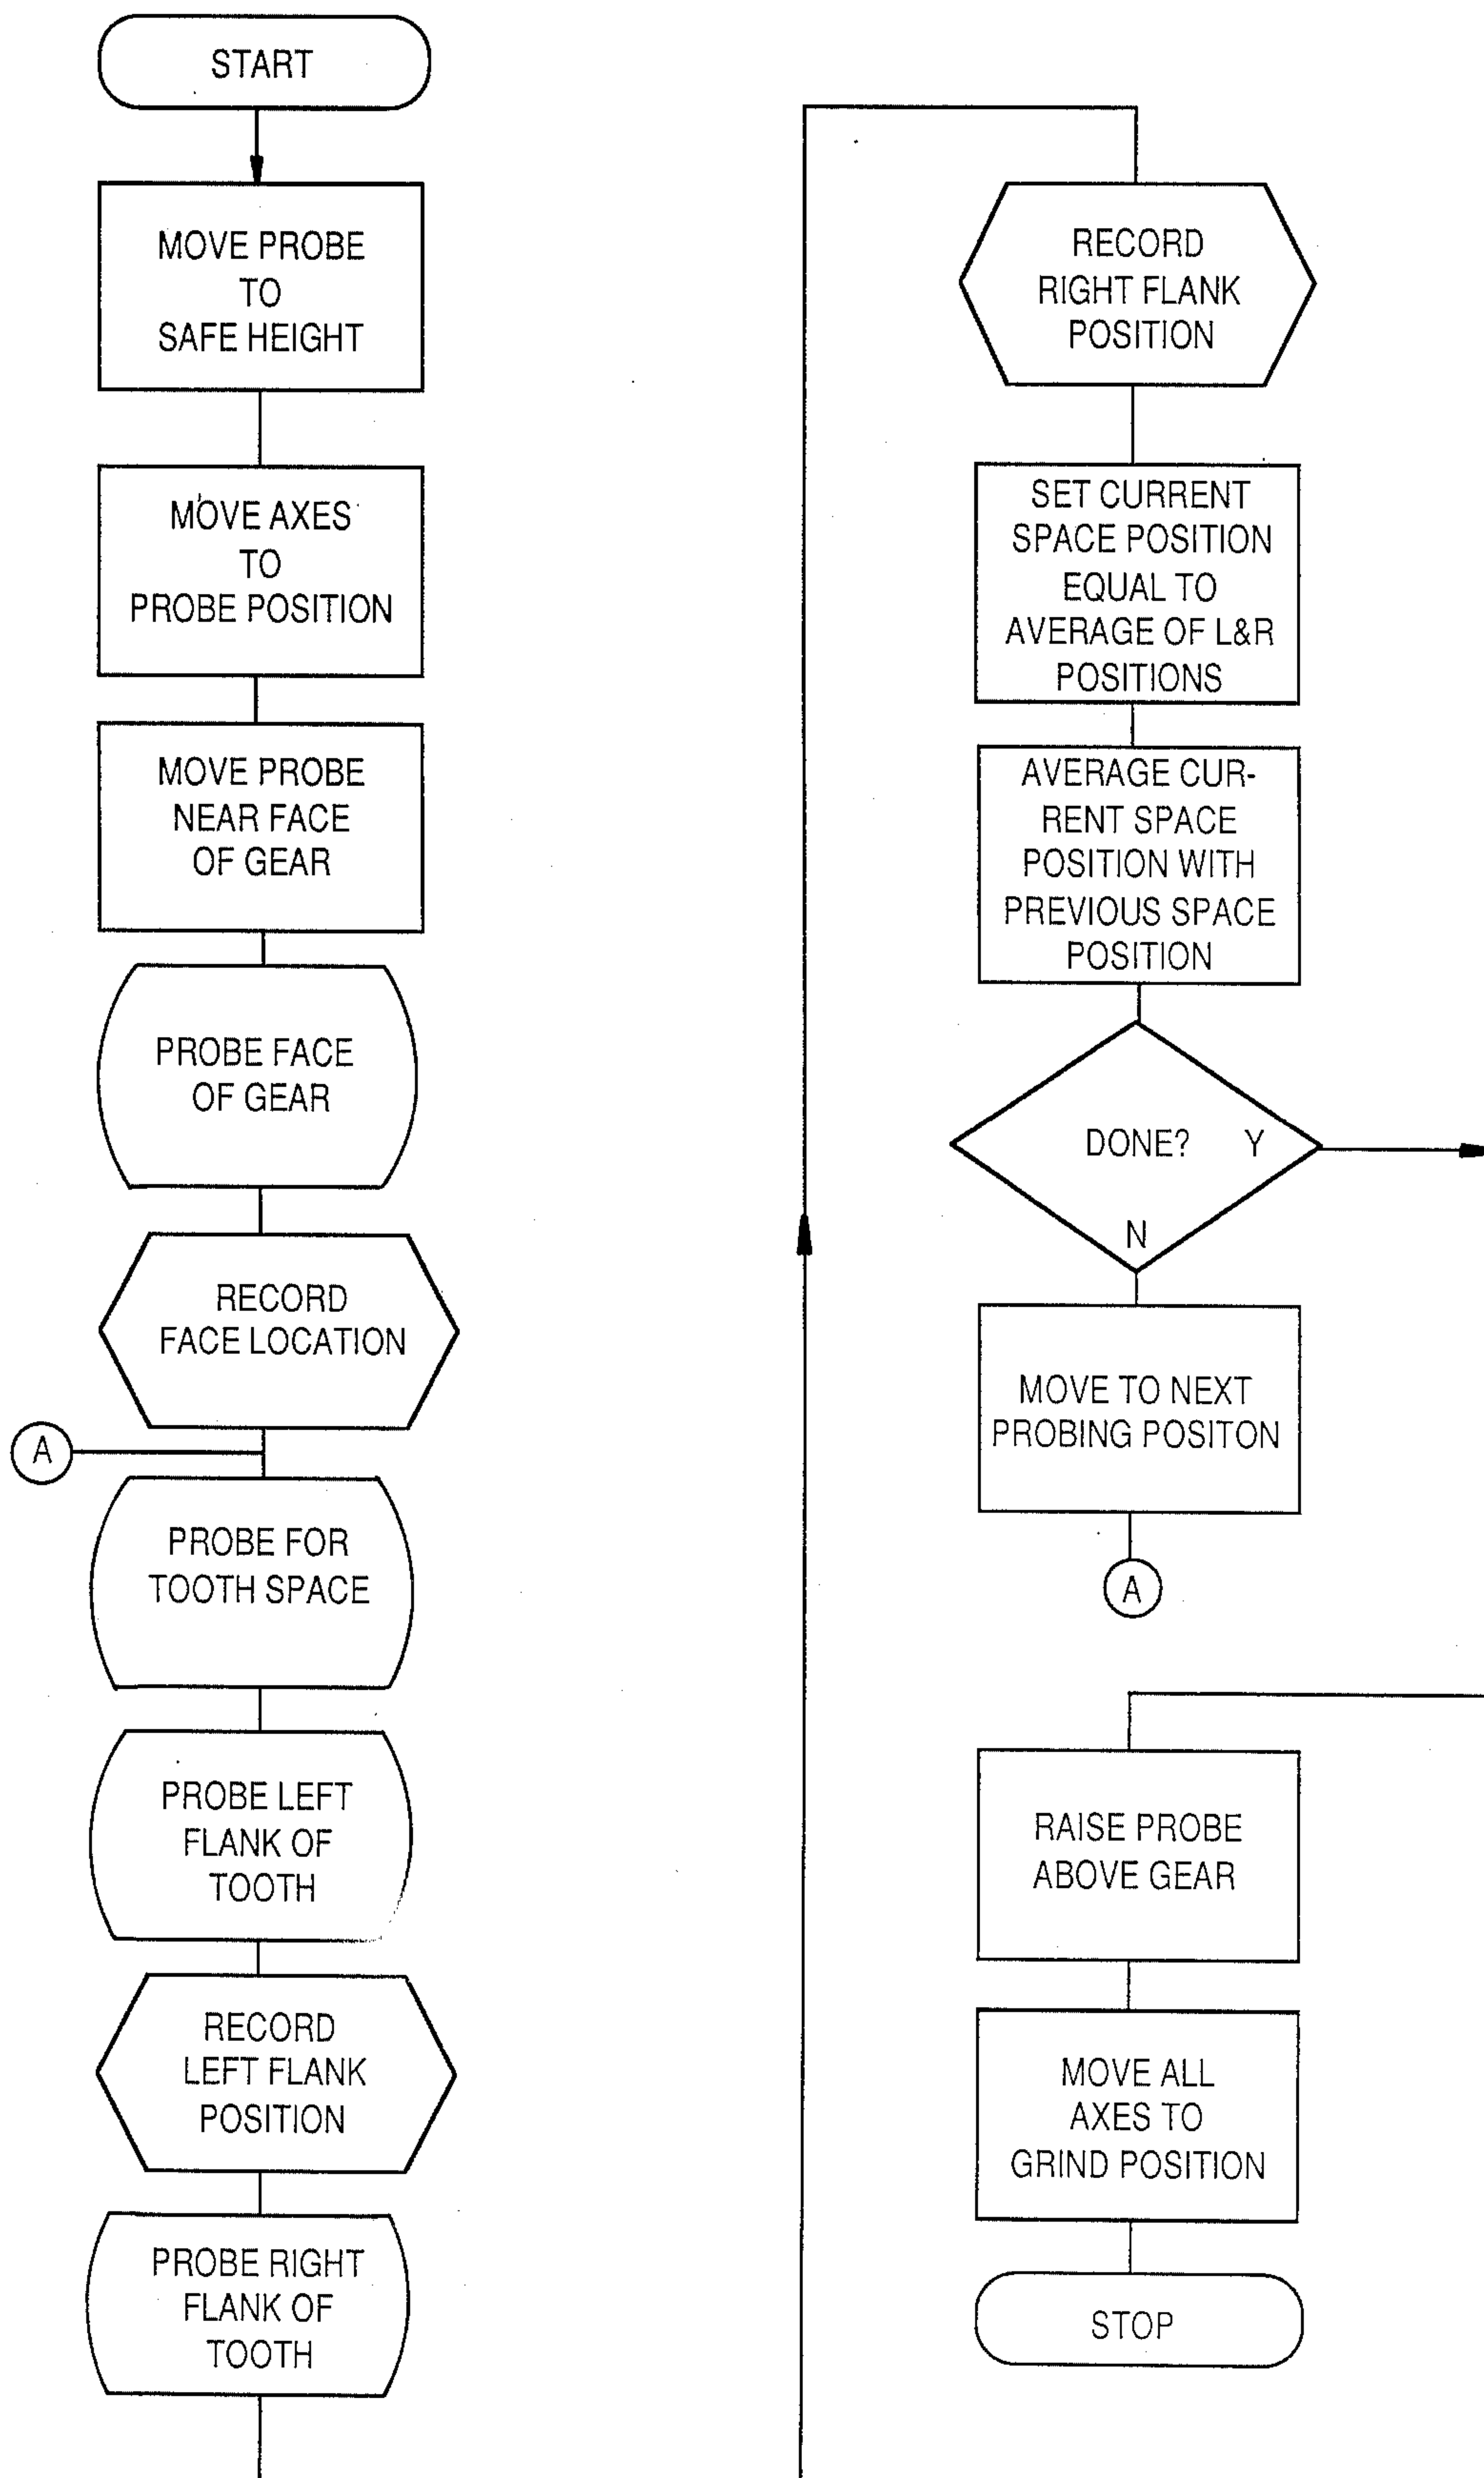 START
MOVE PROBE
TO
SAFE HEIGHT
MOVE AXES
TO
PROBE POSITION
MOVE PROBE
NEAR FACE
OF GEAR
PROBE FACE
OF GEAR
RECORD
FACE LOCATION
A
PROBE FOR
TOOTH SPACE
PROBE LEFT
FLANK OF
TOOTH
RECORD
LEFT FLANK
POSITION
PROBE RIGHT
FLANK OF
TOOTH
RECORD
RIGHT FLANK
POSITION
SET CURRENT
SPACE POSITION
EQUAL TO
AVERAGE OF L&R
POSITIONS
AVERAGE CUR-
RENT SPACE
POSITION WITH
PREVIOUS SPACE
POSITION
DONE? Y
N
MOVE TO NEXT
PROBING POSITON
A
RAISE PROBE
ABOVE GEAR
MOVE ALL
AXES TO
GRIND POSITION
STOP